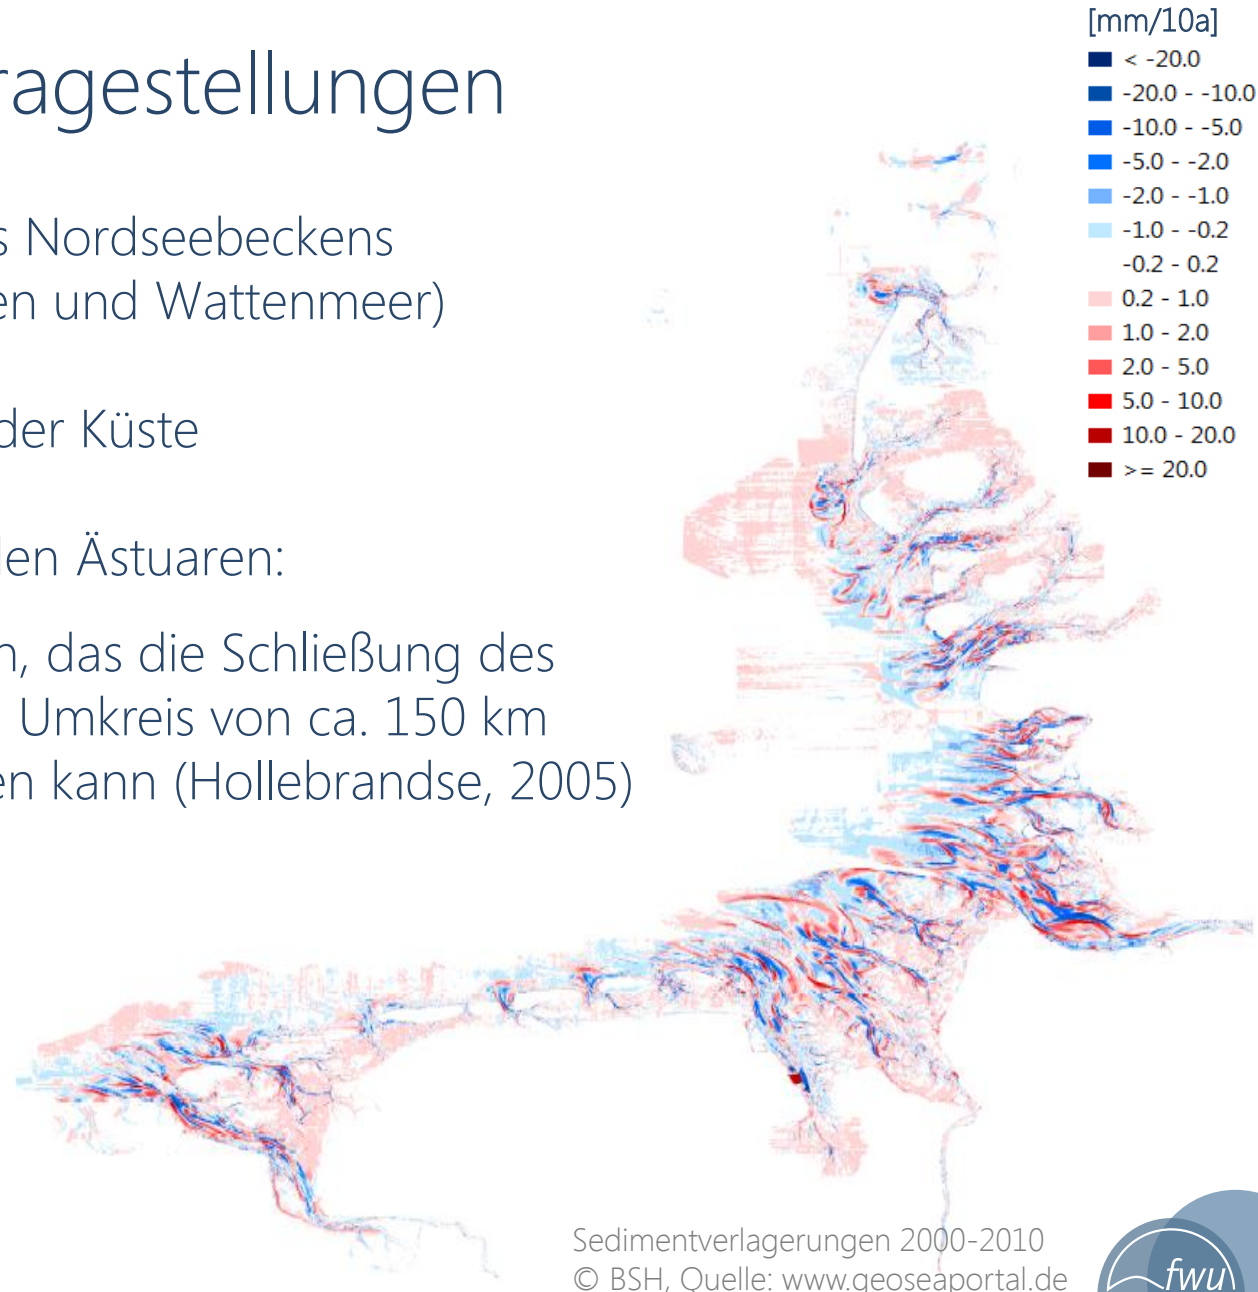 ragestellungen
s Nordseebeckens
en und Wattenmeer)
der Küste
len Ästuaren:
n, das die Schließung des
Umkreis von ca. 150 km
en kann (Hollebrandse, 2005)
[mm/10a]
< -20.0
-20.0 - -10.0
-10.0 - -5.0
-5.0 - -2.0
-2.0 - -1.0
-1.0 - -0.2
-0.2 - 0.2
0.2 - 1.0
1.0 - 2.0
2.0 - 5.0
5.0 - 10.0
10.0 - 20.0
>= 20.0
Sedimentverlagerungen 2000-2010
© BSH, Quelle: www.geoseaportal.de
fwu